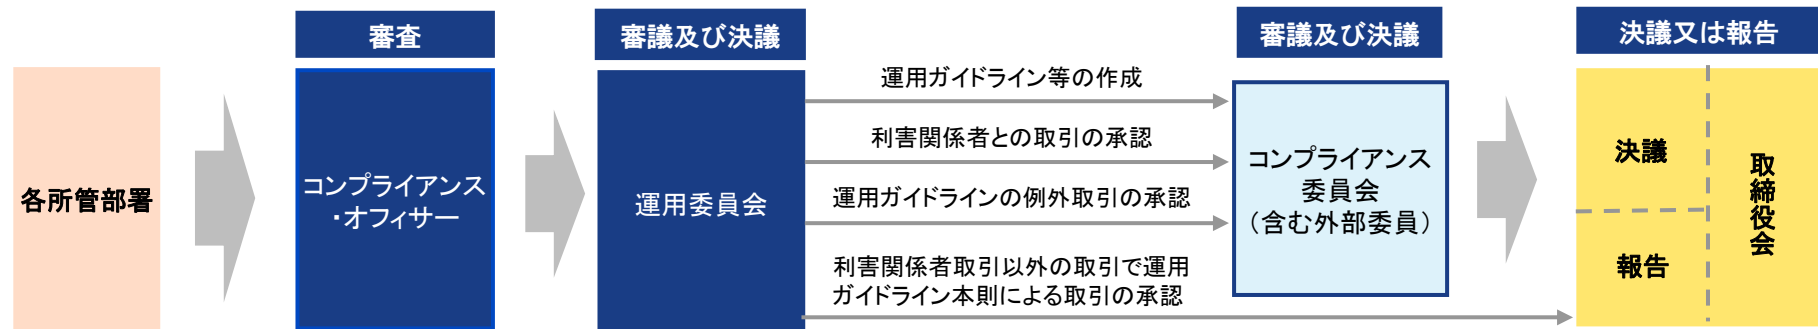 各所管部署
審査
コンプライアンス
・オフィサー
審議及び決議
運用委員会
運用ガイドライン等の作成
利害関係者との取引の承認
運用ガイドラインの例外取引の承認
利害関係者取引以外の取引で運用
ガイドライン本則による取引の承認
審議及び決議
コンプライアンス
委員会
（含む外部委員）
決議又は報告
決議
報告
取締役会